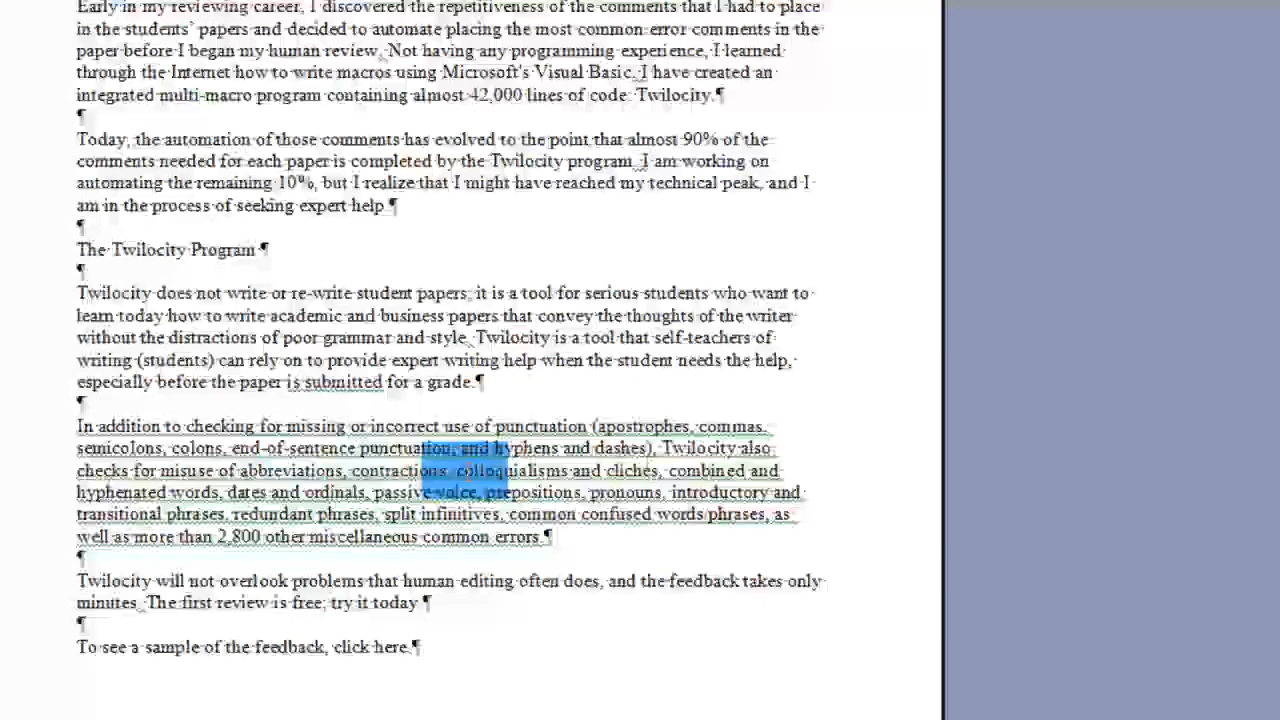 Early in my reviewing career, I discovered the repetitiveness of the comments that I had to place
in the students' papers and decided to automate placing the most common error comments in the
paper before I began my human review. Not having any programming experience, I learned
through the Internet how to write macros using Microsoft's Visual Basic. I have created an
integrated multi-macro program containing almost 42,000 lines of code: Twilocity.¶
¶
Today, the automation of those comments has evolved to the point that almost 90% of the
comments needed for each paper is completed by the Twilocity program. I am working on
automating the remaining 10%, but I realize that I might have reached my technical peak, and I
am in the process of seeking expert help.¶
¶
The Twilocity Program ¶
¶
Twilocity does not write or re-write student papers; it is a tool for serious students who want to
learn today how to write academic and business papers that convey the thoughts of the writer
without the distractions of poor grammar and style. Twilocity is a tool that self-teachers of
writing (students) can rely on to provide expert writing help when the student needs the help,
especially before the paper is submitted for a grade.¶
¶
In addition to checking for missing or incorrect use of punctuation (apostrophes, commas,
semicolons, colons, end-of-sentence punctuation, and hyphens and dashes), Twilocity also
checks for misuse of abbreviations, contractions, colloquialisms and cliches, combined and
hyphenated words, dates and ordinals, passive voice, prepositions, pronouns, introductory and
transitional phrases, redundant phrases, split infinitives, common confused words phrases, as
well as more than 2,800 other miscellaneous common errors.¶
¶
Twilocity will not overlook problems that human editing often does, and the feedback takes only
minutes. The first review is free; try it today ¶
¶
To see a sample of the feedback, click here.¶